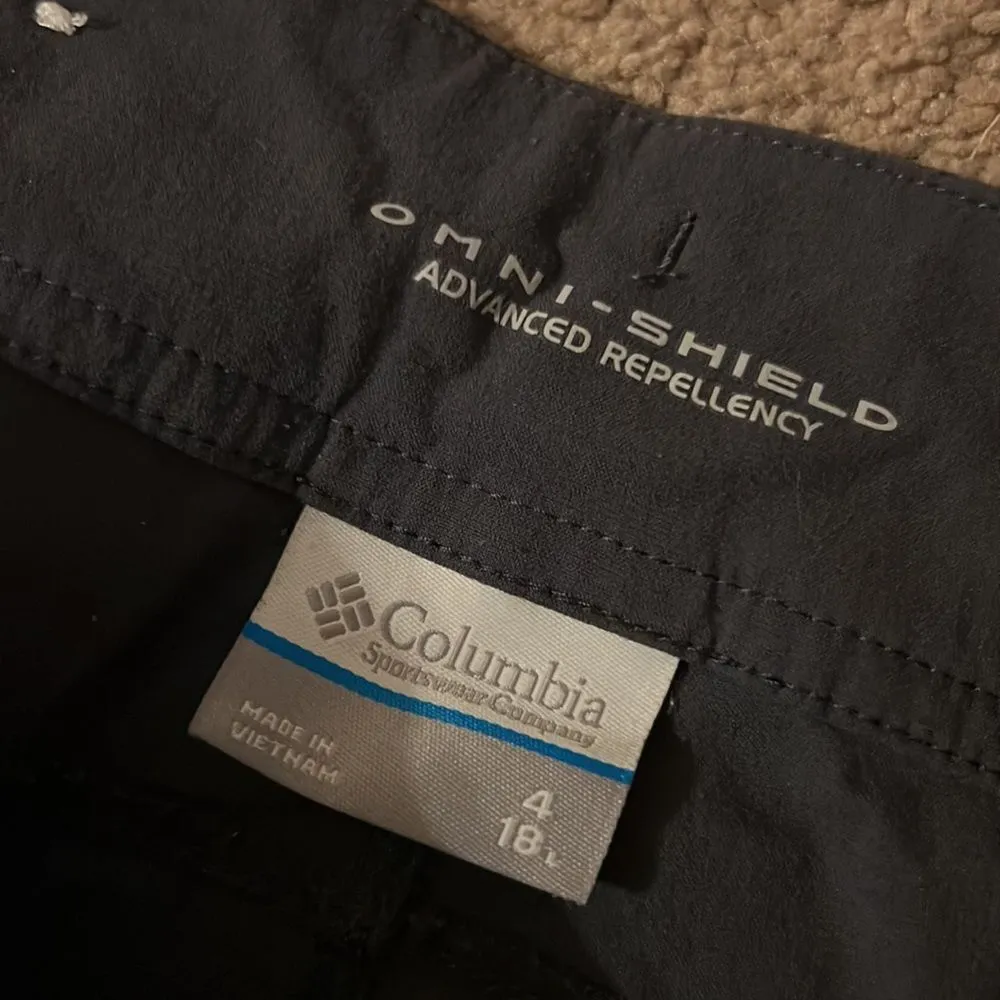 OMNI-SHIELD
ADVANCED REPELLENCY
Columbia
Sportswear Company
MADE IN
VIETNAM
4
18L